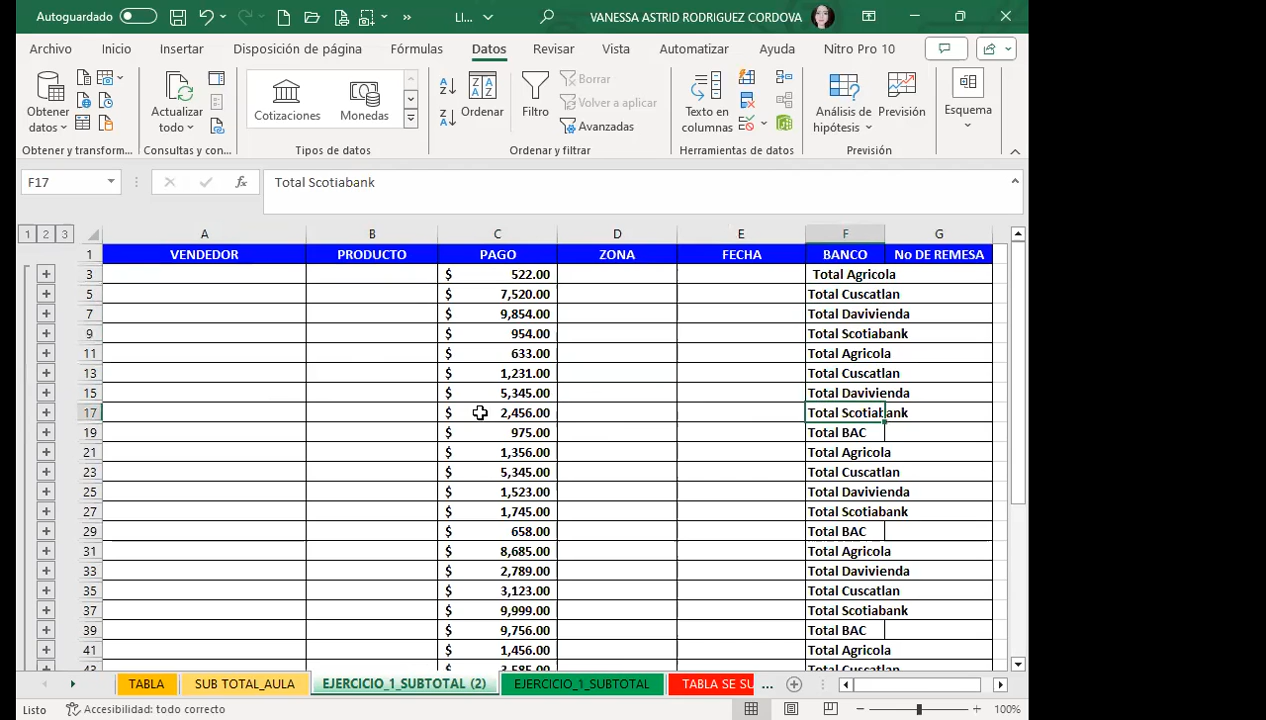 Autoguardado LI... VANESSA ASTRID RODRIGUEZ CORDOVA
Archivo Inicio Insertar Disposición de página Fórmulas Datos Revisar Vista Automatizar Ayuda Nitro Pro 10
Obtener datos Actualizar todo Cotizaciones Monedas Ordenar Filtro Borrar Volver a aplicar Avanzadas Texto en columnas Análisis de hipótesis Previsión Esquema
Obtener y transform... Consultas y con... Tipos de datos Ordenar y filtrar Herramientas de datos Previsión
F17 fx Total Scotiabank
1 2 3 A B C D E F G
1 VENDEDOR PRODUCTO PAGO ZONA FECHA BANCO No DE REMESA
3 $ 522.00 Total Agricola
5 $ 7,520.00 Total Cuscatlan
7 $ 9,854.00 Total Davivienda
9 $ 954.00 Total Scotiabank
11 $ 633.00 Total Agricola
13 $ 1,231.00 Total Cuscatlan
15 $ 5,345.00 Total Davivienda
17 $ 2,456.00 Total Scotiabank
19 $ 975.00 Total BAC
21 $ 1,356.00 Total Agricola
23 $ 5,345.00 Total Cuscatlan
25 $ 1,523.00 Total Davivienda
27 $ 1,745.00 Total Scotiabank
29 $ 658.00 Total BAC
31 $ 8,685.00 Total Agricola
33 $ 2,789.00 Total Davivienda
35 $ 3,123.00 Total Cuscatlan
37 $ 9,999.00 Total Scotiabank
39 $ 9,756.00 Total BAC
41 $ 1,456.00 Total Agricola
43 $ 3,585.00 Total Cuscatlan
TABLA SUB TOTAL_AULA EJERCICIO_1_SUBTOTAL (2) EJERCICIO_1_SUBTOTAL TABLA SE SU ...
Listo Accesibilidad: todo correcto 100%